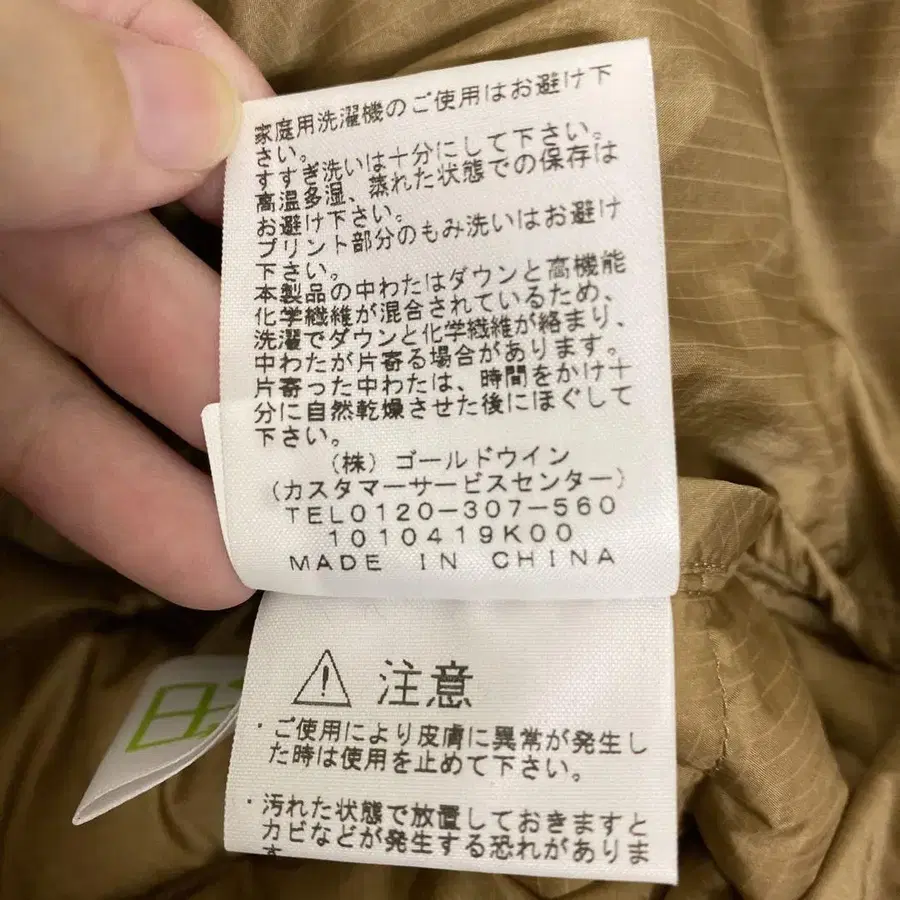 家庭用洗濯機のご使用はお避け下
さい。
すすぎ洗いは十分にして下さい。
高温多湿、蒸れた状態での保存は
お避け下さい。
プリント部分のもみ洗いはお避け
下さい。
本製品の中わたはダウンと高機能
化学繊維が混合されているため、
洗濯でダウンと化学繊維が絡まり、
中わたが片寄る場合があります。
片寄った中わたは、時間をかけ十
分に自然乾燥させた後にほぐして
下さい。
(株) ゴールドウイン
(カスタマーサービスセンター)
TEL0120-307-560
1010419K00
MADE IN CHINA
注意
・ご使用により皮膚に異常が発生し
た時は使用を止めて下さい。
・汚れた状態で放置しておきますと
カビなどが発生する恐れがありま
す